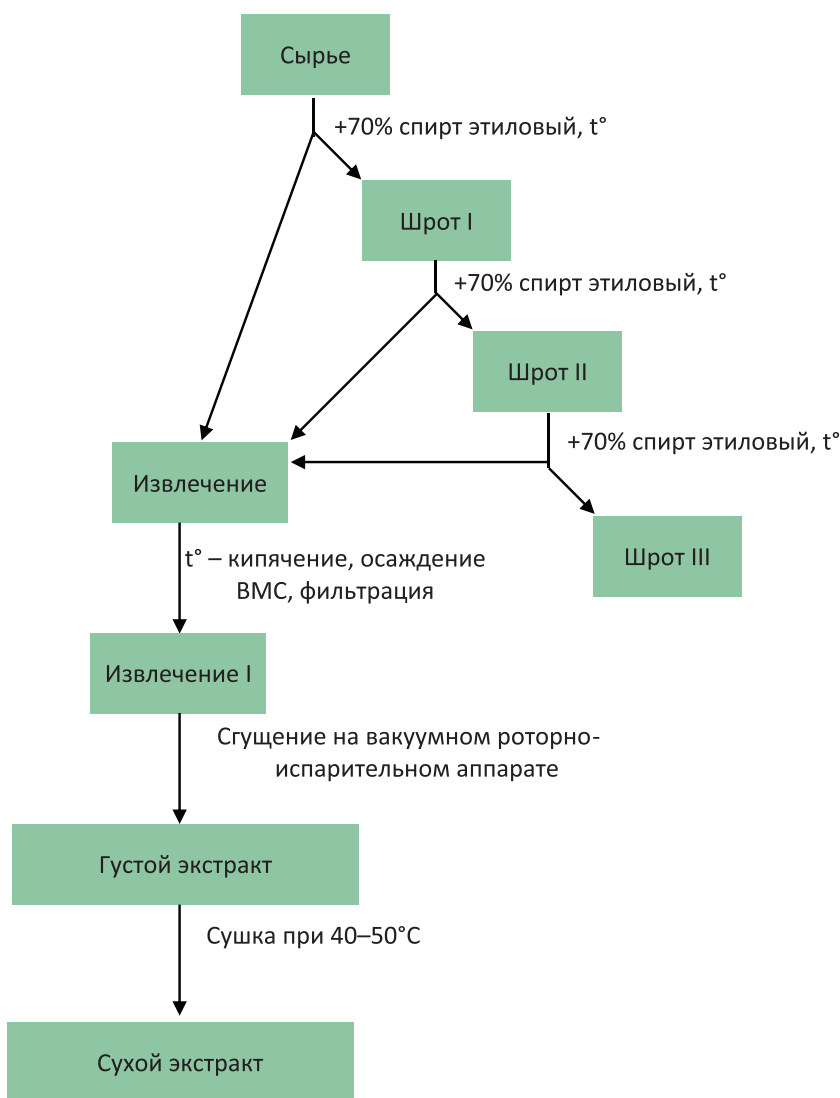 Сырье
+70% спирт этиловый, t°
Шрот I
+70% спирт этиловый, t°
Шрот II
+70% спирт этиловый, t°
Извлечение
Шрот III
t° – кипячение, осаждение
ВМС, фильтрация
Извлечение I
Сгущение на вакуумном роторно-
испарительном аппарате
Густой экстракт
Сушка при 40–50°C
Сухой экстракт